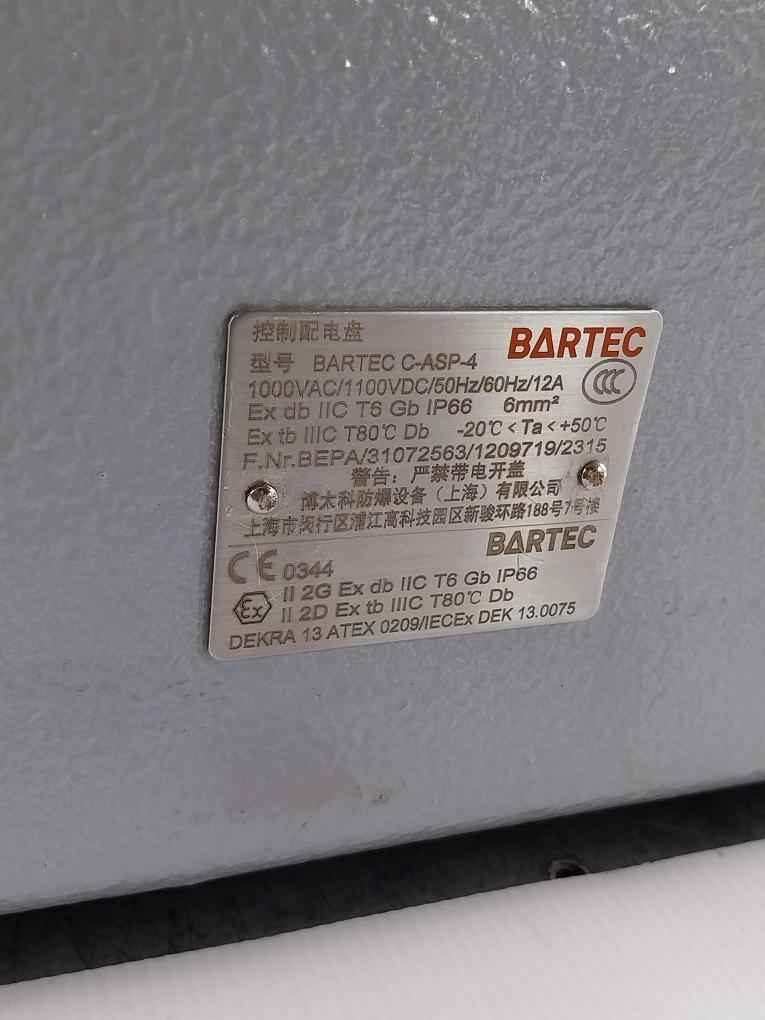 控制配电盘 BARTEC
型号 BARTEC C-ASP-4
1000VAC/1100VDC/50Hz/60Hz/12A CCC
Ex db IIC T6 Gb IP66 6mm²
Ex tb IIIC T80℃ Db -20℃ < Ta < +50℃
F.Nr.BEPA/31072563/1209719/2315
警告：严禁带电开盖
博太科防爆设备（上海）有限公司
上海市闵行区浦江高科技园区新骏环路188号7号楼
BARTEC
CE 0344
Ex II 2G Ex db IIC T6 Gb IP66
II 2D Ex tb IIIC T80℃ Db
DEKRA 13 ATEX 0209/IECEx DEK 13.0075